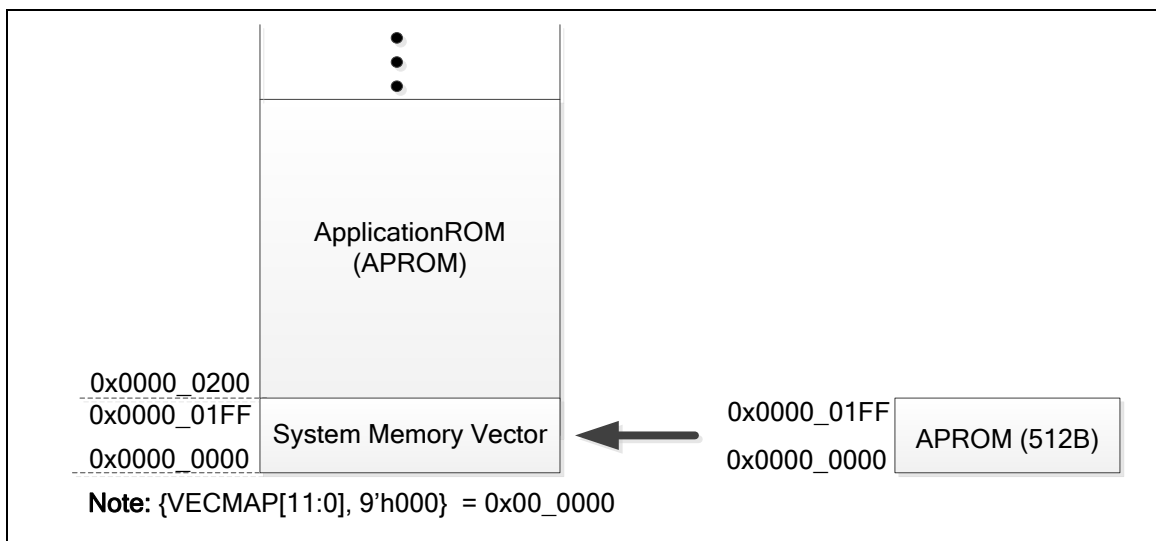 ApplicationROM
(APROM)
0x0000_0200
0x0000_01FF
System Memory Vector
0x0000_0000
0x0000_01FF
APROM (512B)
0x0000_0000
Note: {VECMAP[11:0], 9'h000} = 0x00_0000